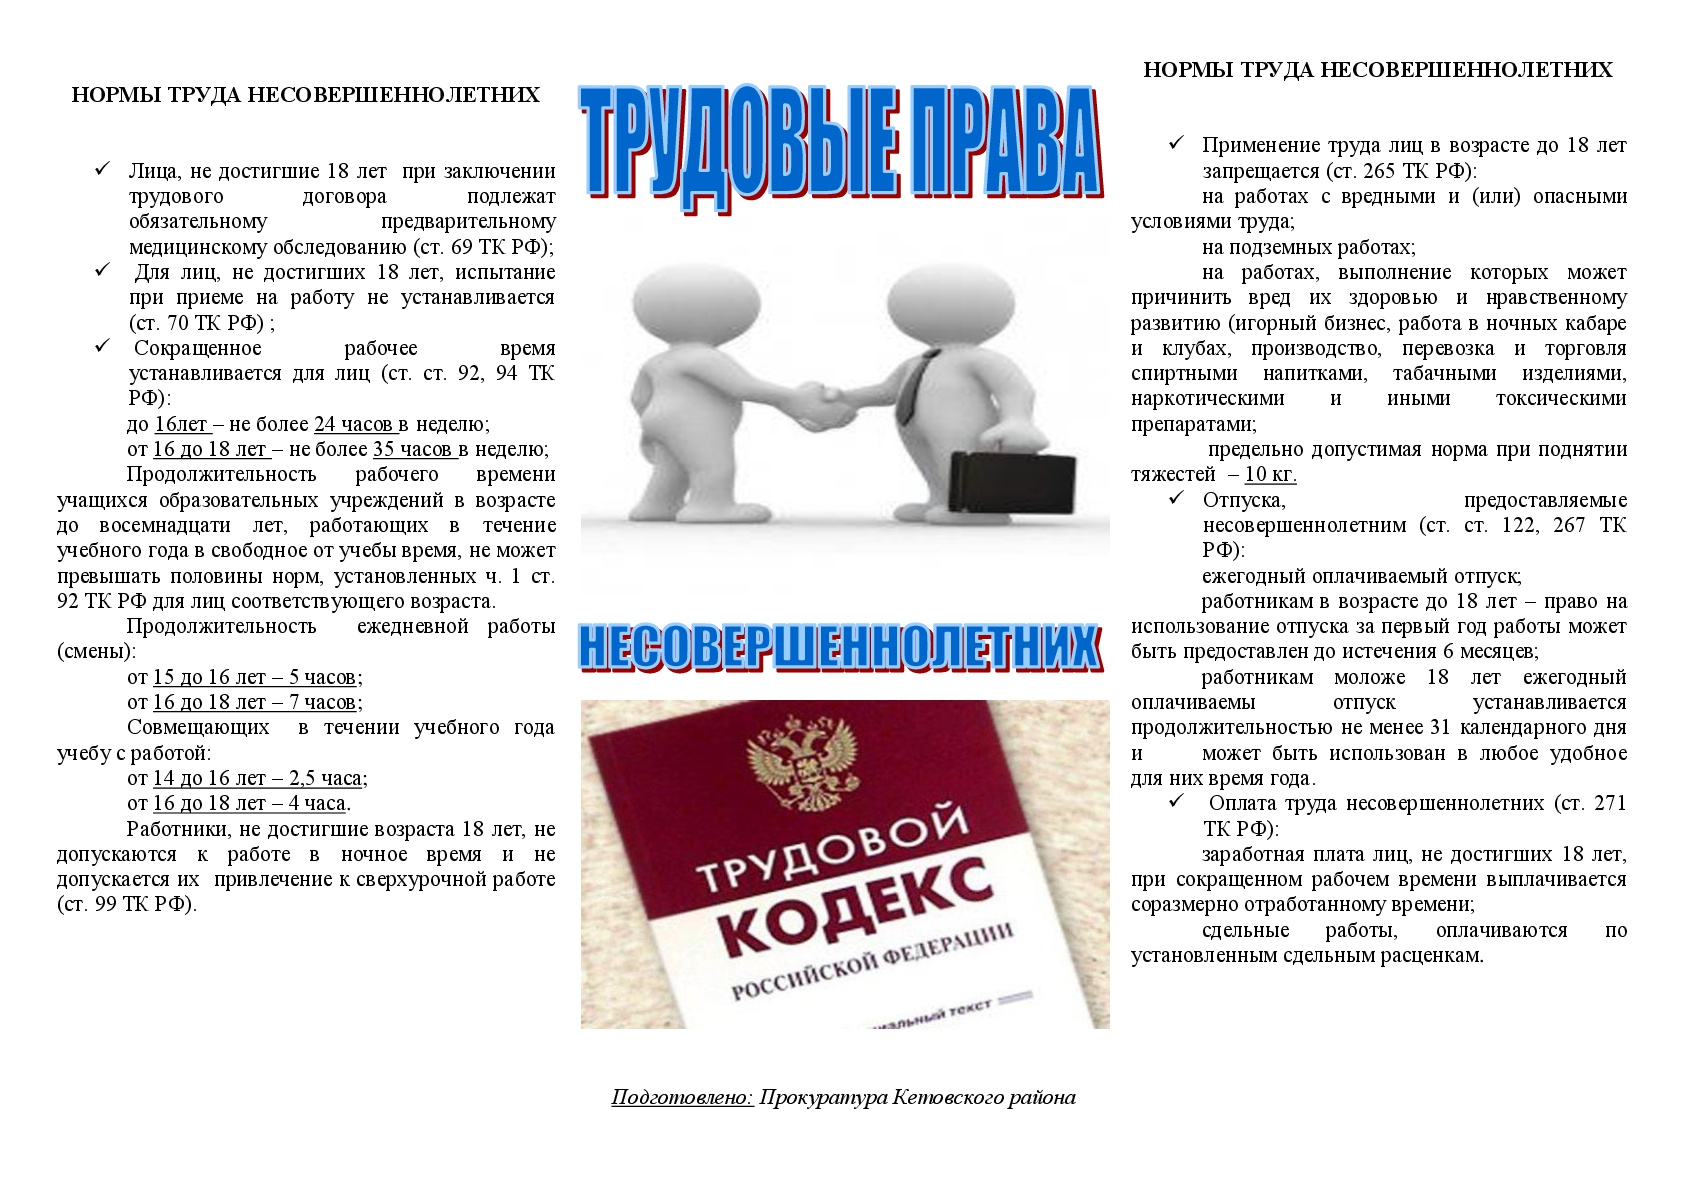 НОРМЫ ТРУДА НЕСОВЕРШЕННОЛЕТНИХ
Лица, не достигшие 18 лет при заключении
трудового договора подлежат
обязательному предварительному
медицинскому обследованию (ст. 69 ТК РФ);
Для лиц, не достигших 18 лет, испытание
при приеме на работу не устанавливается
(ст. 70 ТК РФ) ;
Сокращенное рабочее время
устанавливается для лиц (ст. ст. 92, 94 ТК
РФ):
до 16лет – не более 24 часов в неделю;
от 16 до 18 лет – не более 35 часов в неделю;
Продолжительность рабочего времени
учащихся образовательных учреждений в возрасте
до восемнадцати лет, работающих в течение
учебного года в свободное от учебы время, не может
превышать половины норм, установленных ч. 1 ст.
92 ТК РФ для лиц соответствующего возраста.
Продолжительность ежедневной работы
(смены):
от 15 до 16 лет – 5 часов;
от 16 до 18 лет – 7 часов;
Совмещающих в течении учебного года
учебу с работой:
от 14 до 16 лет – 2,5 часа;
от 16 до 18 лет – 4 часа.
Работники, не достигшие возраста 18 лет, не
допускаются к работе в ночное время и не
допускается их привлечение к сверхурочной работе
(ст. 99 ТК РФ).
ТРУДОВЫЕ ПРАВА
НЕСОВЕРШЕННОЛЕТНИХ
ТРУДОВОЙ
КОДЕКС
РОССИЙСКОЙ ФЕДЕРАЦИИ
текст
Подготовлено: Прокуратура Кетовского района
НОРМЫ ТРУДА НЕСОВЕРШЕННОЛЕТНИХ
Применение труда лиц в возрасте до 18 лет
запрещается (ст. 265 ТК РФ):
на работах с вредными и (или) опасными
условиями труда;
на подземных работах;
на работах, выполнение которых может
причинить вред их здоровью и нравственному
развитию (игорный бизнес, работа в ночных кабаре
и клубах, производство, перевозка и торговля
спиртными напитками, табачными изделиями,
наркотическими и иными токсическими
препаратами;
предельно допустимая норма при поднятии
тяжестей – 10 кг.
Отпуска, предоставляемые
несовершеннолетним (ст. ст. 122, 267 ТК
РФ):
ежегодный оплачиваемый отпуск;
работникам в возрасте до 18 лет – право на
использование отпуска за первый год работы может
быть предоставлен до истечения 6 месяцев;
работникам моложе 18 лет ежегодный
оплачиваемы отпуск устанавливается
продолжительностью не менее 31 календарного дня
и может быть использован в любое удобное
для них время года.
Оплата труда несовершеннолетних (ст. 271
ТК РФ):
заработная плата лиц, не достигших 18 лет,
при сокращенном рабочем времени выплачивается
соразмерно отработанному времени;
сдельные работы, оплачиваются по
установленным сдельным расценкам.